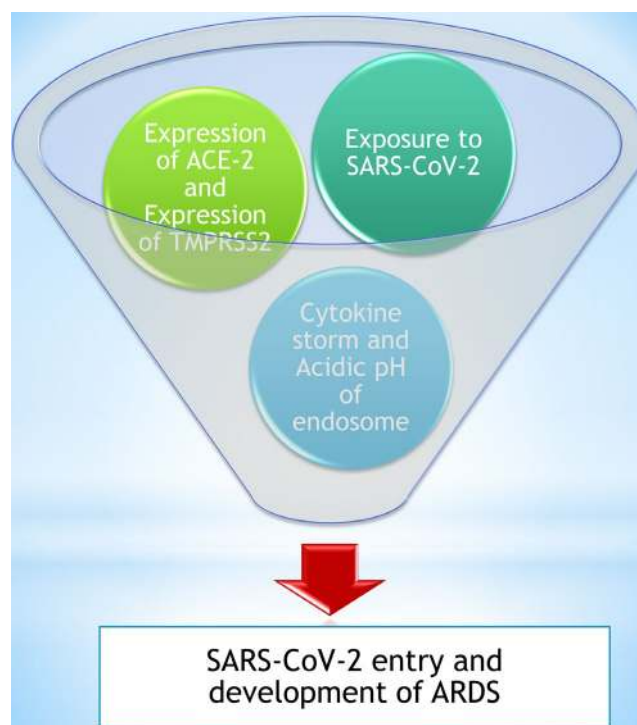 Expression
of ACE-2
and
Expression
of TMPRSS2
Exposure to
SARS-CoV-2
Cytokine
storm and
Acidic pH
of
endosome
SARS-CoV-2 entry and
development of ARDS